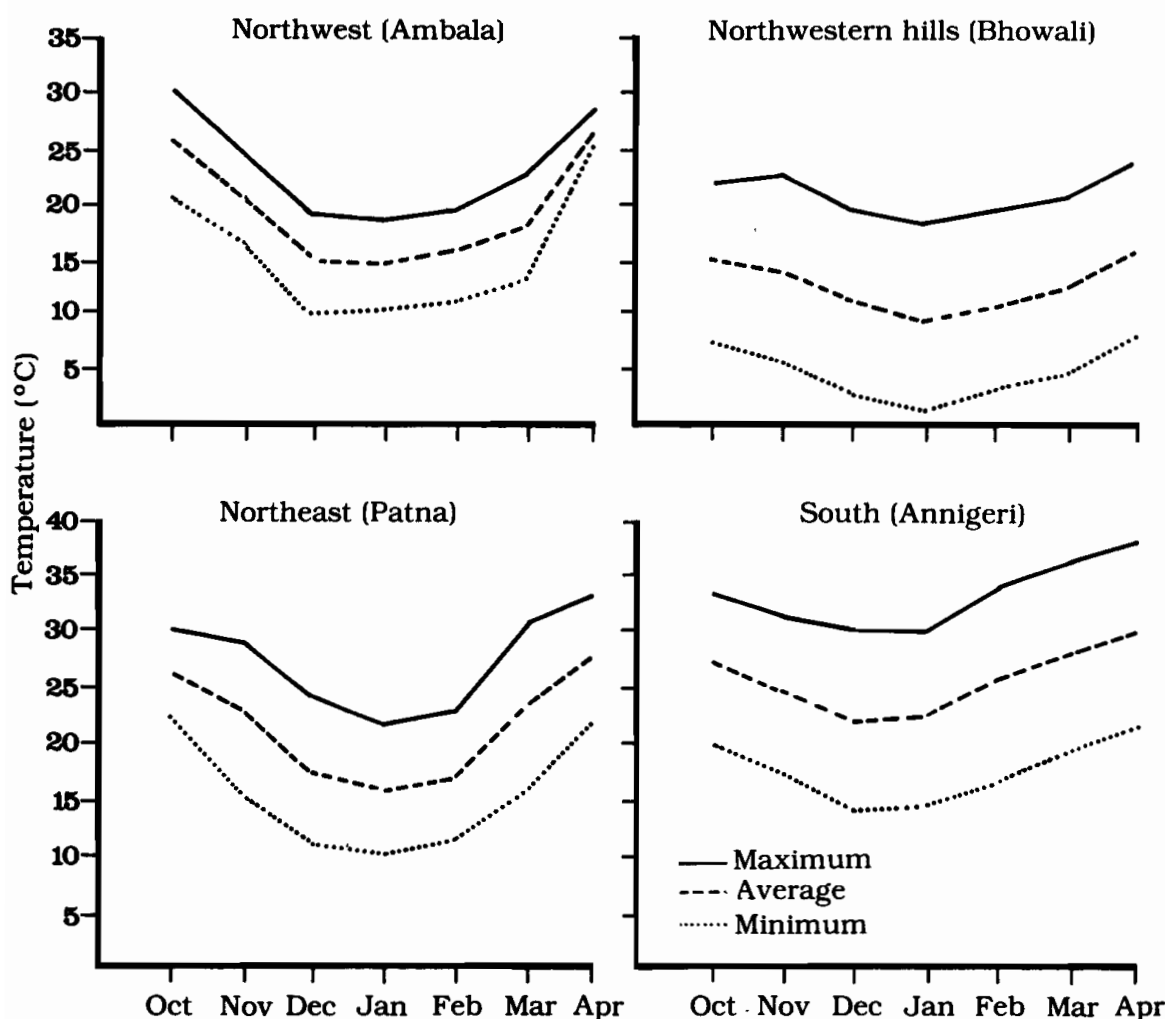 Northwest (Ambala)
Northwestern hills (Bhowali)
35
30
25
20
15
10
5
Temperature (°C)
Northeast (Patna)
South (Annigeri)
40
35
30
25
20
15
10
5
Maximum
Average
Minimum
Oct Nov Dec Jan Feb Mar Apr
Oct Nov Dec Jan Feb Mar Apr